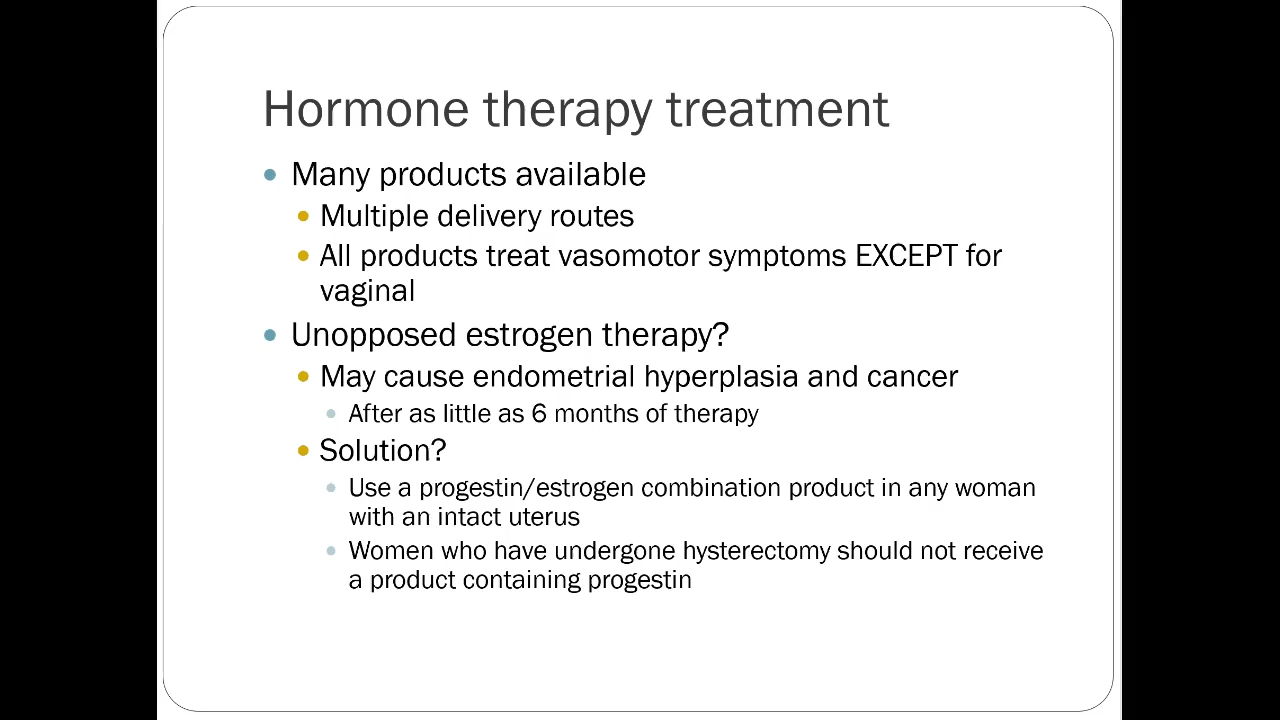 Hormone therapy treatment
Many products available
Multiple delivery routes
All products treat vasomotor symptoms EXCEPT for
vaginal
Unopposed estrogen therapy?
May cause endometrial hyperplasia and cancer
After as little as 6 months of therapy
Solution?
Use a progestin/estrogen combination product in any woman
with an intact uterus
Women who have undergone hysterectomy should not receive
a product containing progestin